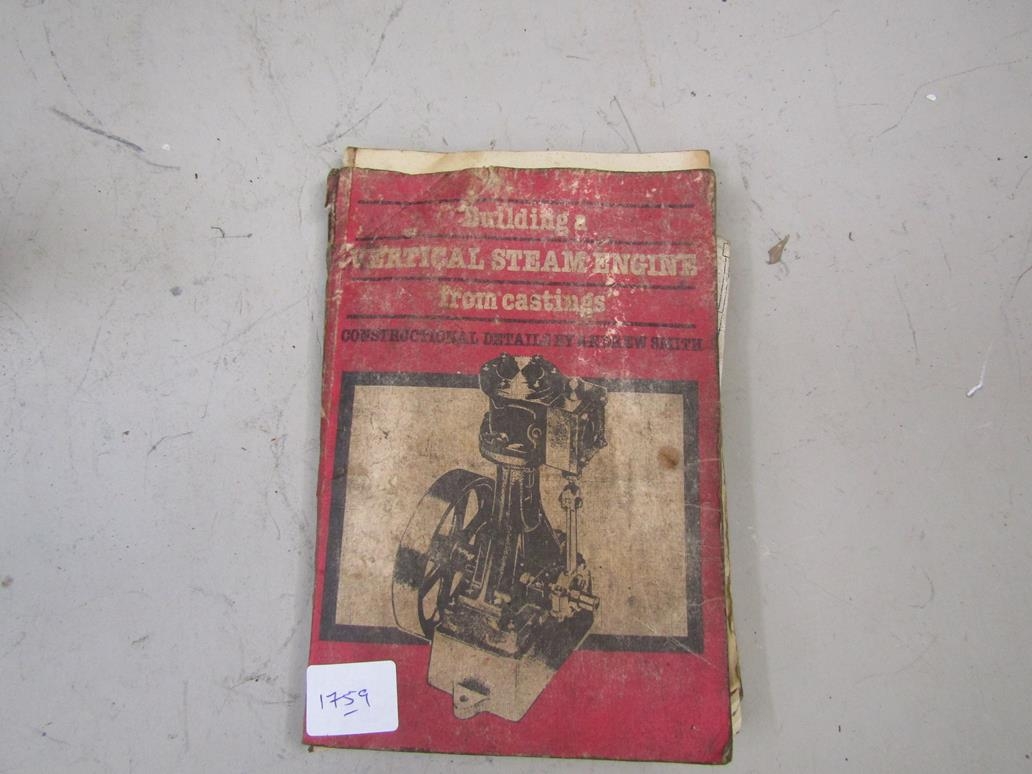 "Building a
VERTICAL STEAM ENGINE
from castings"
CONSTRUCTIONAL DETAILS BY ANDREW SMITH
1759